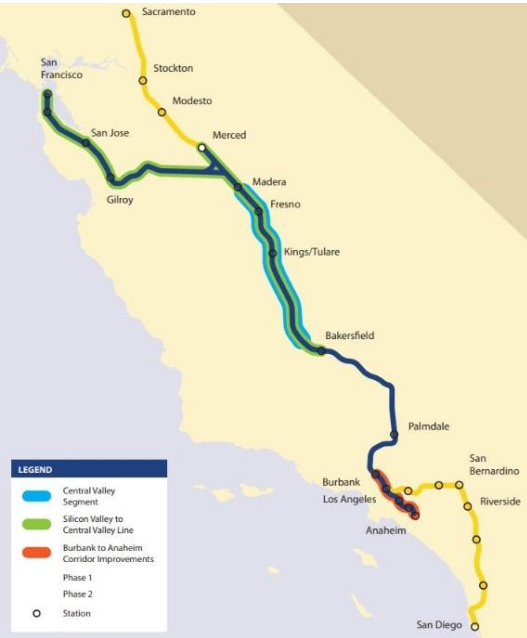 Sacramento
Stockton
San
Francisco
Modesto
San Jose
Merced
Madera
Gilroy
Fresno
Kings/Tulare
Bakersfield
Palmdale
San
Bernardino
Burbank
Los Angeles
Riverside
Anaheim
San Diego
LEGEND
Central Valley
Segment
Silicon Valley to
Central Valley Line
Burbank to Anaheim
Corridor Improvements
Phase 1
Phase 2
Station